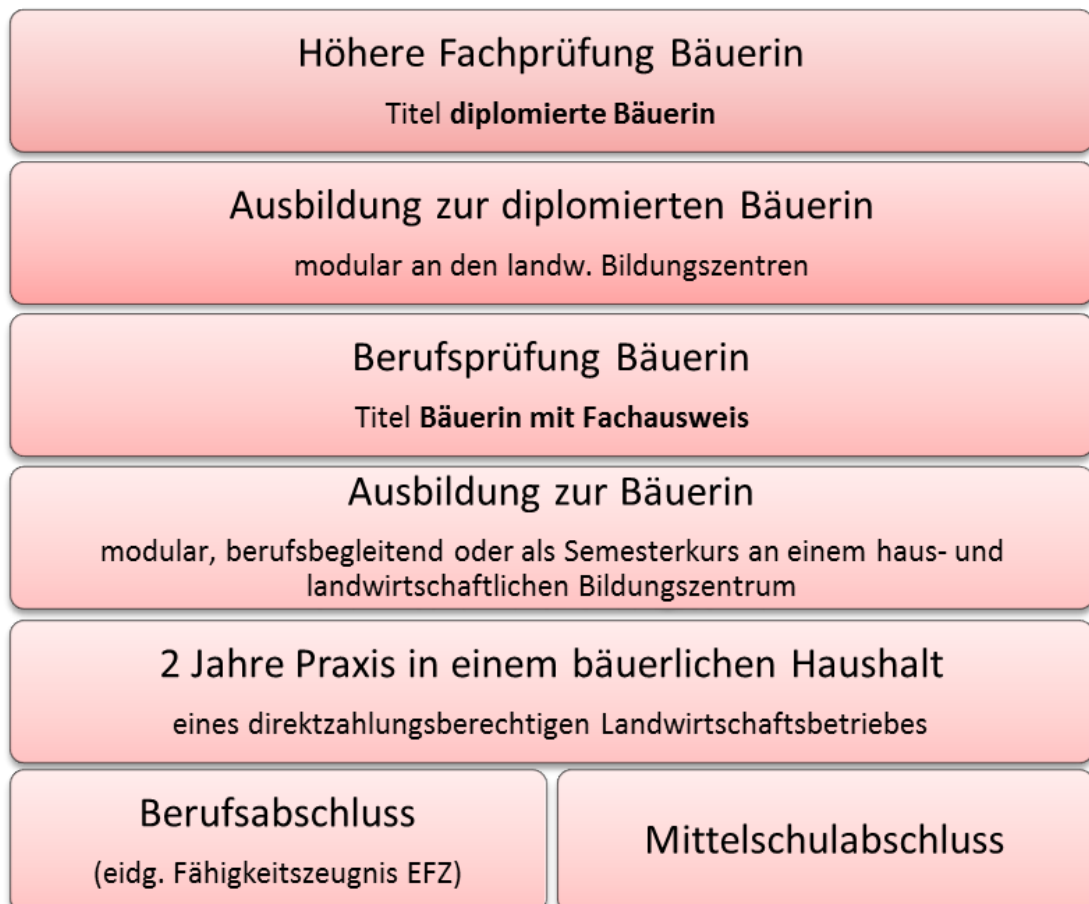 Höhere Fachprüfung Bäuerin
Titel diplomierte Bäuerin
Ausbildung zur diplomierten Bäuerin
modular an den landw. Bildungszentren
Berufsprüfung Bäuerin
Titel Bäuerin mit Fachausweis
Ausbildung zur Bäuerin
modular, berufsbegleitend oder als Semesterkurs an einem haus- und
landwirtschaftlichen Bildungszentrum
2 Jahre Praxis in einem bäuerlichen Haushalt
eines direktzahlungsberechtigen Landwirtschaftsbetriebes
Berufsabschluss
(eidg. Fähigkeitszeugnis EFZ)
Mittelschulabschluss